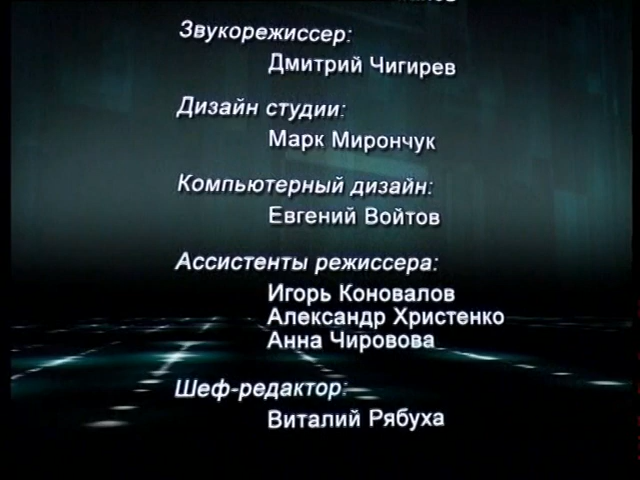 Звукорежиссер:
Дмитрий Чигирев
Дизайн студии:
Марк Мирончук
Компьютерный дизайн:
Евгений Войтов
Ассистенты режиссера:
Игорь Коновалов
Александр Христенко
Анна Чировова
Шеф-редактор:
Виталий Рябуха